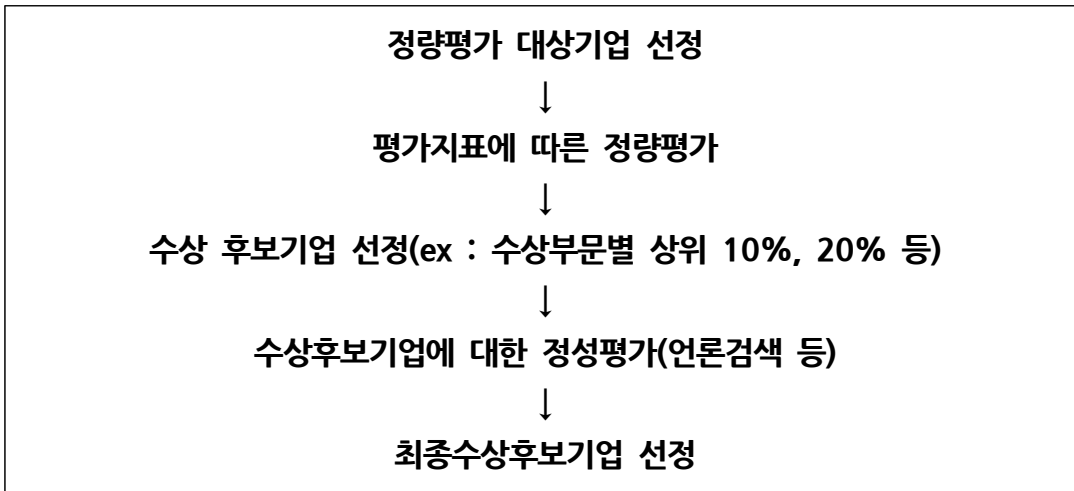 정량평가 대상기업 선정
↓
평가지표에 따른 정량평가
↓
수상 후보기업 선정(ex : 수상부문별 상위 10%, 20% 등)
↓
수상후보기업에 대한 정성평가(언론검색 등)
↓
최종수상후보기업 선정